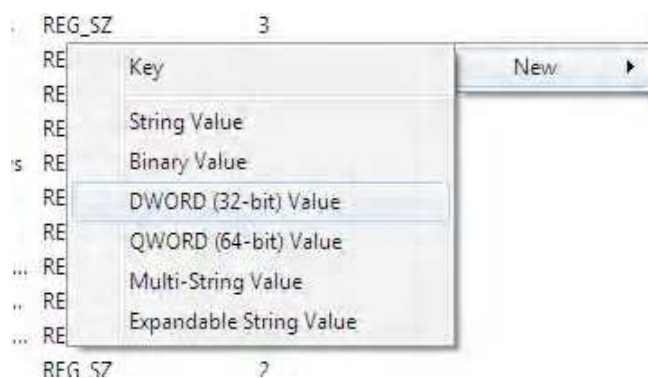 REG_SZ 3
RE
Key New
RE
String Value
RE
s RE Binary Value
RE DWORD (32-bit) Value
RE QWORD (64-bit) Value
... RE
Multi-String Value
.. RE
Expandable String Value
... RE
REG_SZ 2